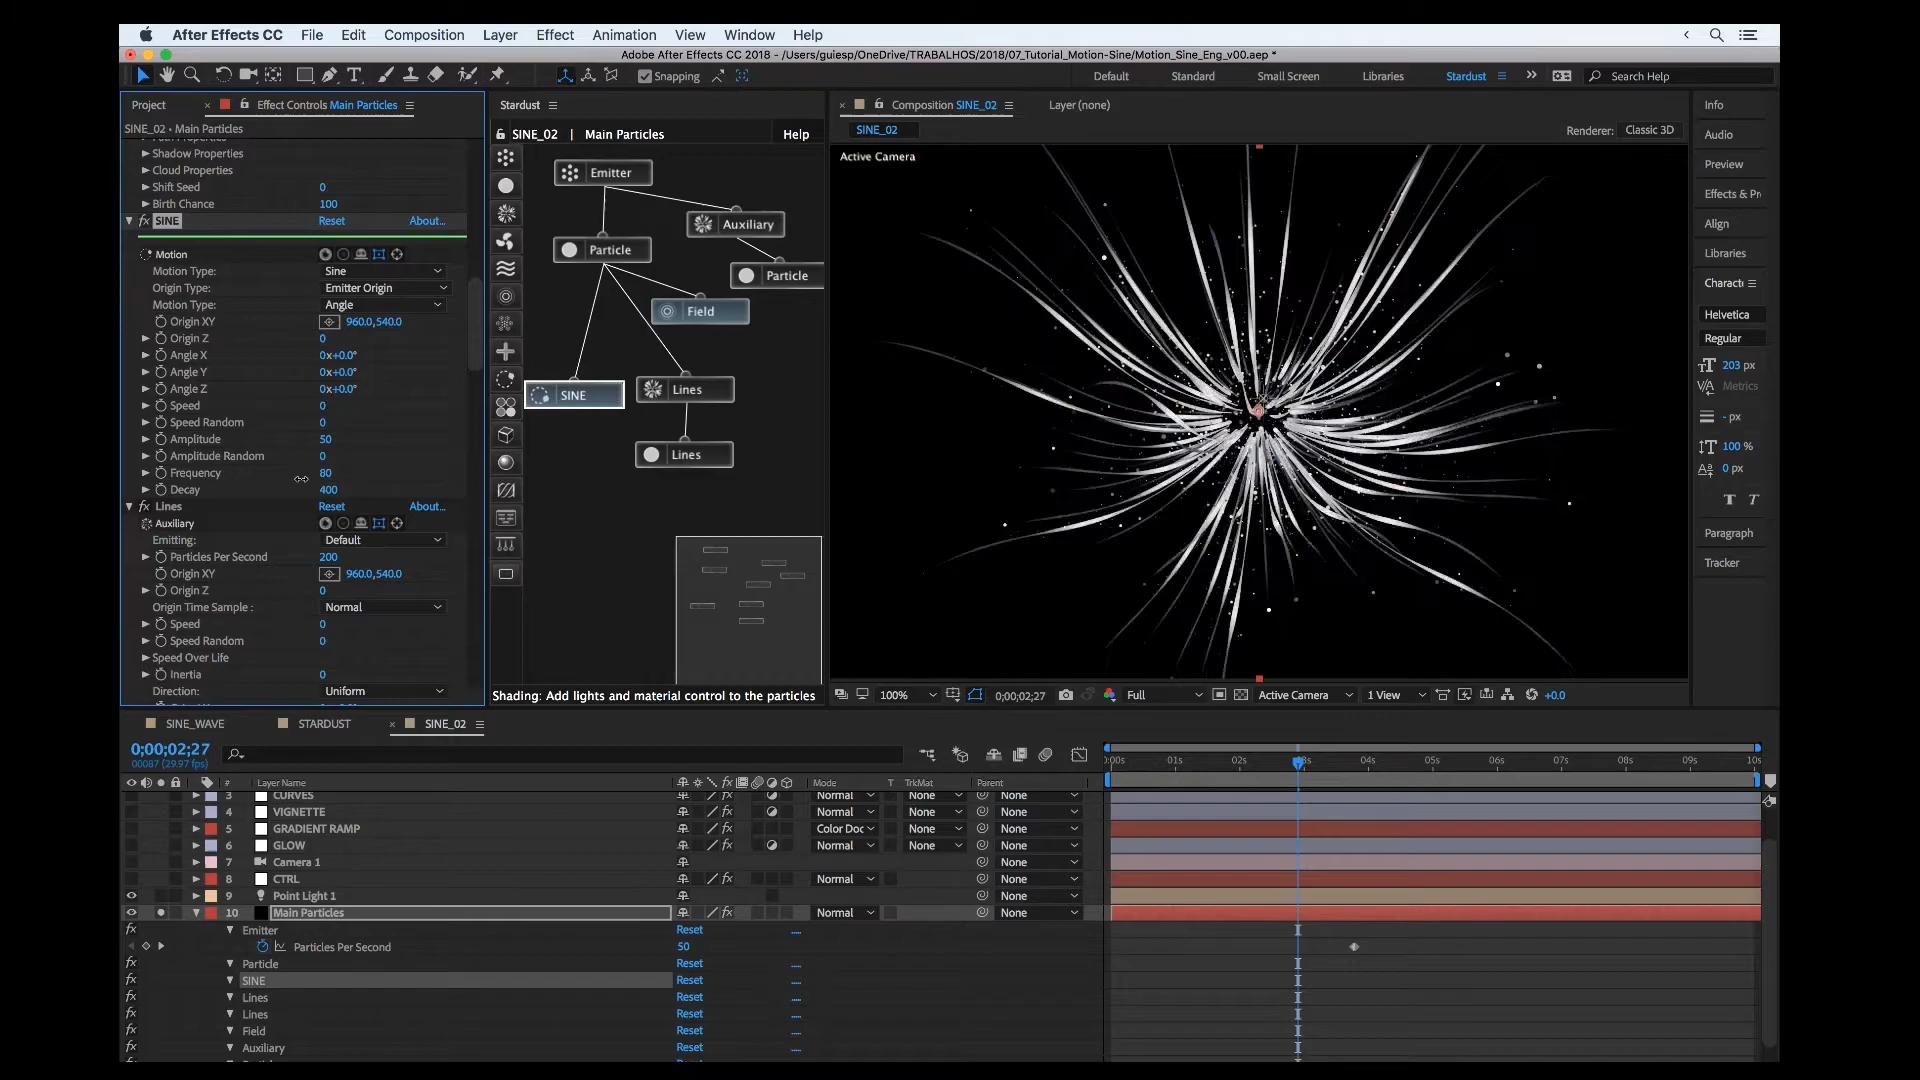 After Effects CC File Edit Composition Layer Effect Animation View Window Help
Adobe After Effects CC 2018 - /Users/guiesp/OneDrive/TRABALHOS/2018/07_Tutorial_Motion-Sine/Motion_Sine_Eng_v00.aep *
Snapping Default Standard Small Screen Libraries Stardust Search Help
Project Effect Controls Main Particles
SINE_02 • Main Particles
Shadow Properties
Cloud Properties
Shift Seed 0
Birth Chance 100
fx SINE Reset About...
Motion
Motion Type: Sine
Origin Type: Emitter Origin
Motion Type: Angle
Origin XY 960.0,540.0
Origin Z 0
Angle X 0x+0.0°
Angle Y 0x+0.0°
Angle Z 0x+0.0°
Speed 0
Speed Random 0
Amplitude 50
Amplitude Random 0
Frequency 80
Decay 400
fx Lines Reset About...
Auxiliary
Emitting: Default
Particles Per Second 200
Origin XY 960.0,540.0
Origin Z 0
Origin Time Sample : Normal
Speed 0
Speed Random 0
Speed Over Life
Inertia 0
Direction: Uniform
Stardust
SINE_02 | Main Particles Help
Emitter
Auxiliary
Particle
Particle
Field
SINE
Lines
Lines
Shading: Add lights and material control to the particles
Composition SINE_02 Layer (none)
SINE_02
Renderer: Classic 3D
Active Camera
100% 0;00;02;27 Full Active Camera 1 View +0.0
Info
Audio
Preview
Effects & Pr
Align
Libraries
Charact
Helvetica
Regular
203 px
Metrics
- px
100 %
0 px
T T
Paragraph
Tracker
SINE_WAVE STARDUST SINE_02
0;00;02;27
00087 (29.97 fps)
# Layer Name Mode T TrkMat Parent
0:00s 01s 02s 04s 05s 06s 07s 08s 09s 10s
3 CURVES Normal None None
4 VIGNETTE Normal None None
5 GRADIENT RAMP Color Doc None None
6 GLOW Normal None None
7 Camera 1 None
8 CTRL Normal None
9 Point Light 1 None
10 Main Particles Normal None
fx Emitter Reset
Particles Per Second 50
fx Particle Reset
fx SINE Reset
fx Lines Reset
fx Lines Reset
fx Field Reset
fx Auxiliary Reset